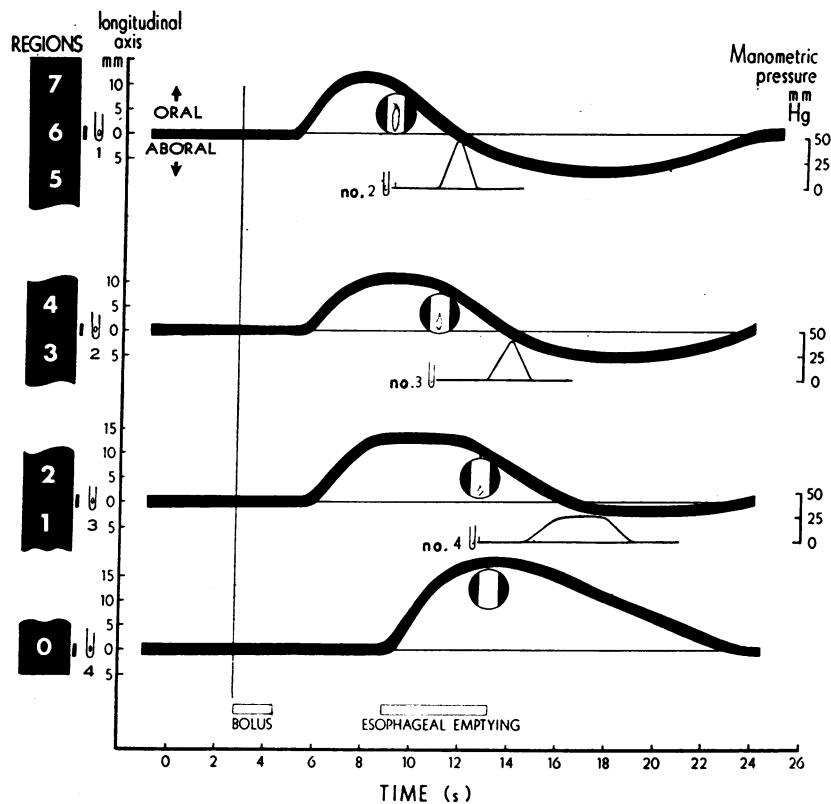 longitudinal
axis
REGIONS
mm
Manometric
pressure
mm
Hg
7
6
5
10
5
0
5
ORAL
ABORAL
1
no.2
50
25
0
4
3
10
5
0
5
2
no.3
50
25
0
2
1
15
10
5
0
5
3
no. 4
50
25
0
0
15
10
5
0
5
4
BOLUS
ESOPHAGEAL EMPTYING
0 2 4 6 8 10 12 14 16 18 20 22 24 26
TIME (s)